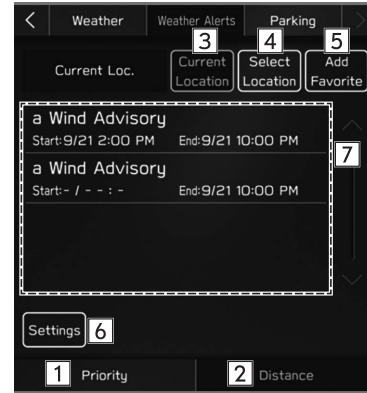 Weather Weather Alerts Parking
3 4 5
Current Loc. Current Location Select Location Add Favorite
a Wind Advisory
Start:9/21 2:00 PM End:9/21 10:00 PM
7
a Wind Advisory
Start:- / - - : - End:9/21 10:00 PM
Settings 6
1 Priority 2 Distance